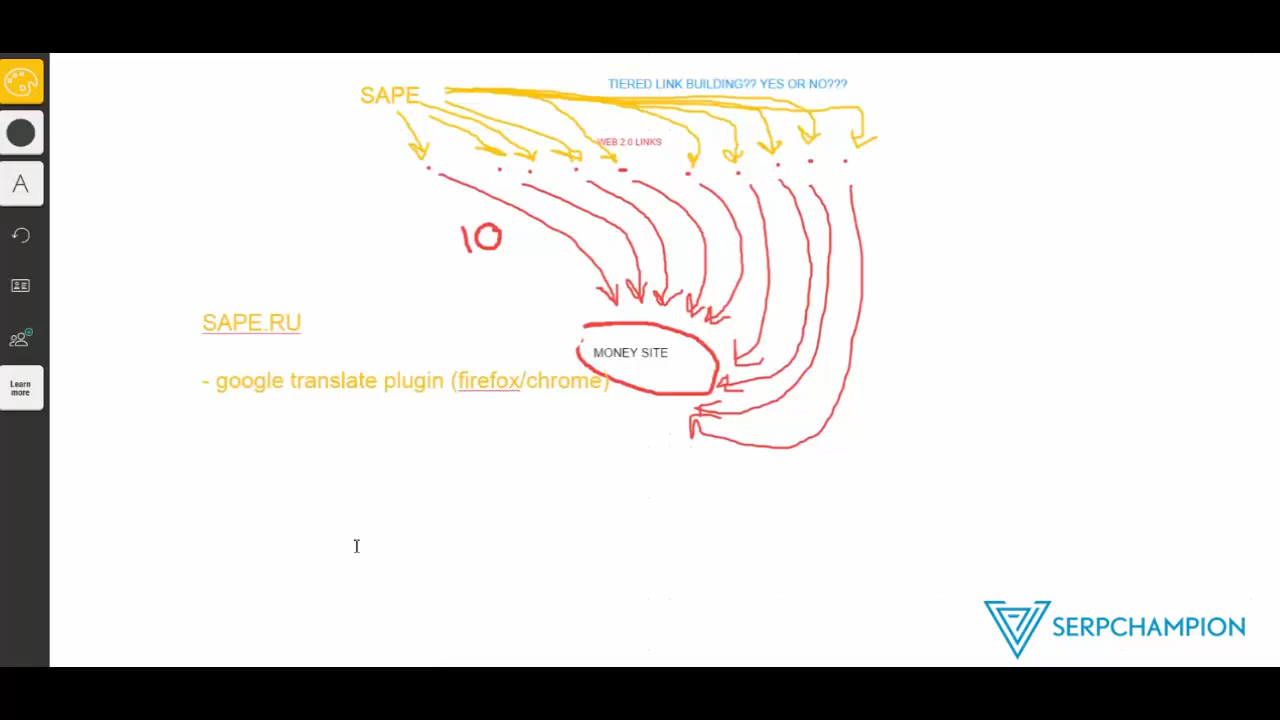 TIERED LINK BUILDING?? YES OR NO???
SAPE
WEB 2.0 LINKS
10
SAPE.RU
MONEY SITE
- google translate plugin (firefox/chrome)
A
Learn
more
SERPCHAMPION